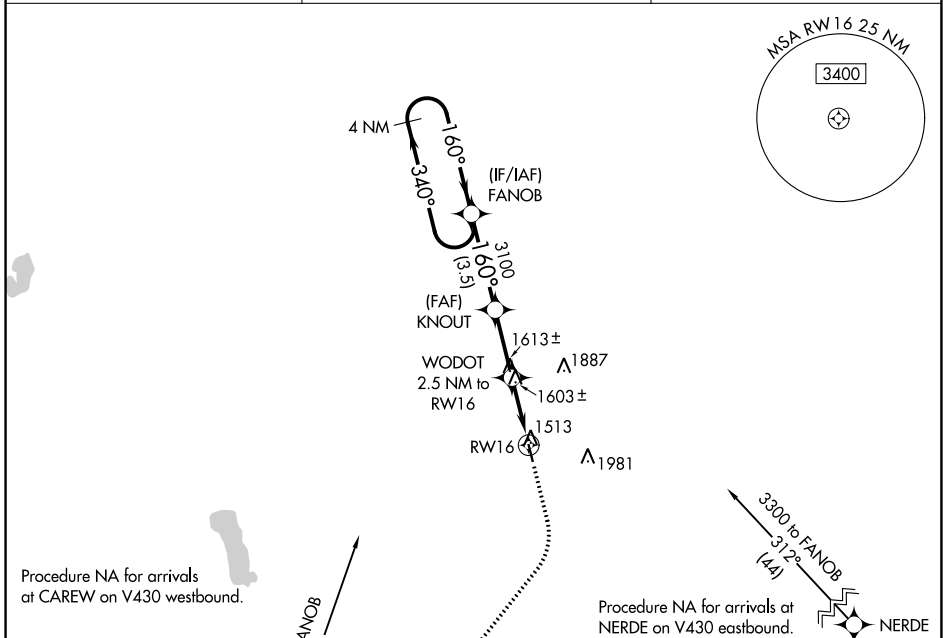 MSA RW16 25 NM
3400
4 NM
160°
340°
(IF/IAF)
FANOB
3100
160°
(3.5)
(FAF)
KNOUT
1613±
WODOT
2.5 NM to
RW16
1887
1603±
1513
RW16
1981
3300 to FANOB
312°
(44)
Procedure NA for arrivals
at CAREW on V430 westbound.
ANOB
Procedure NA for arrivals at
NERDE on V430 eastbound.
NERDE